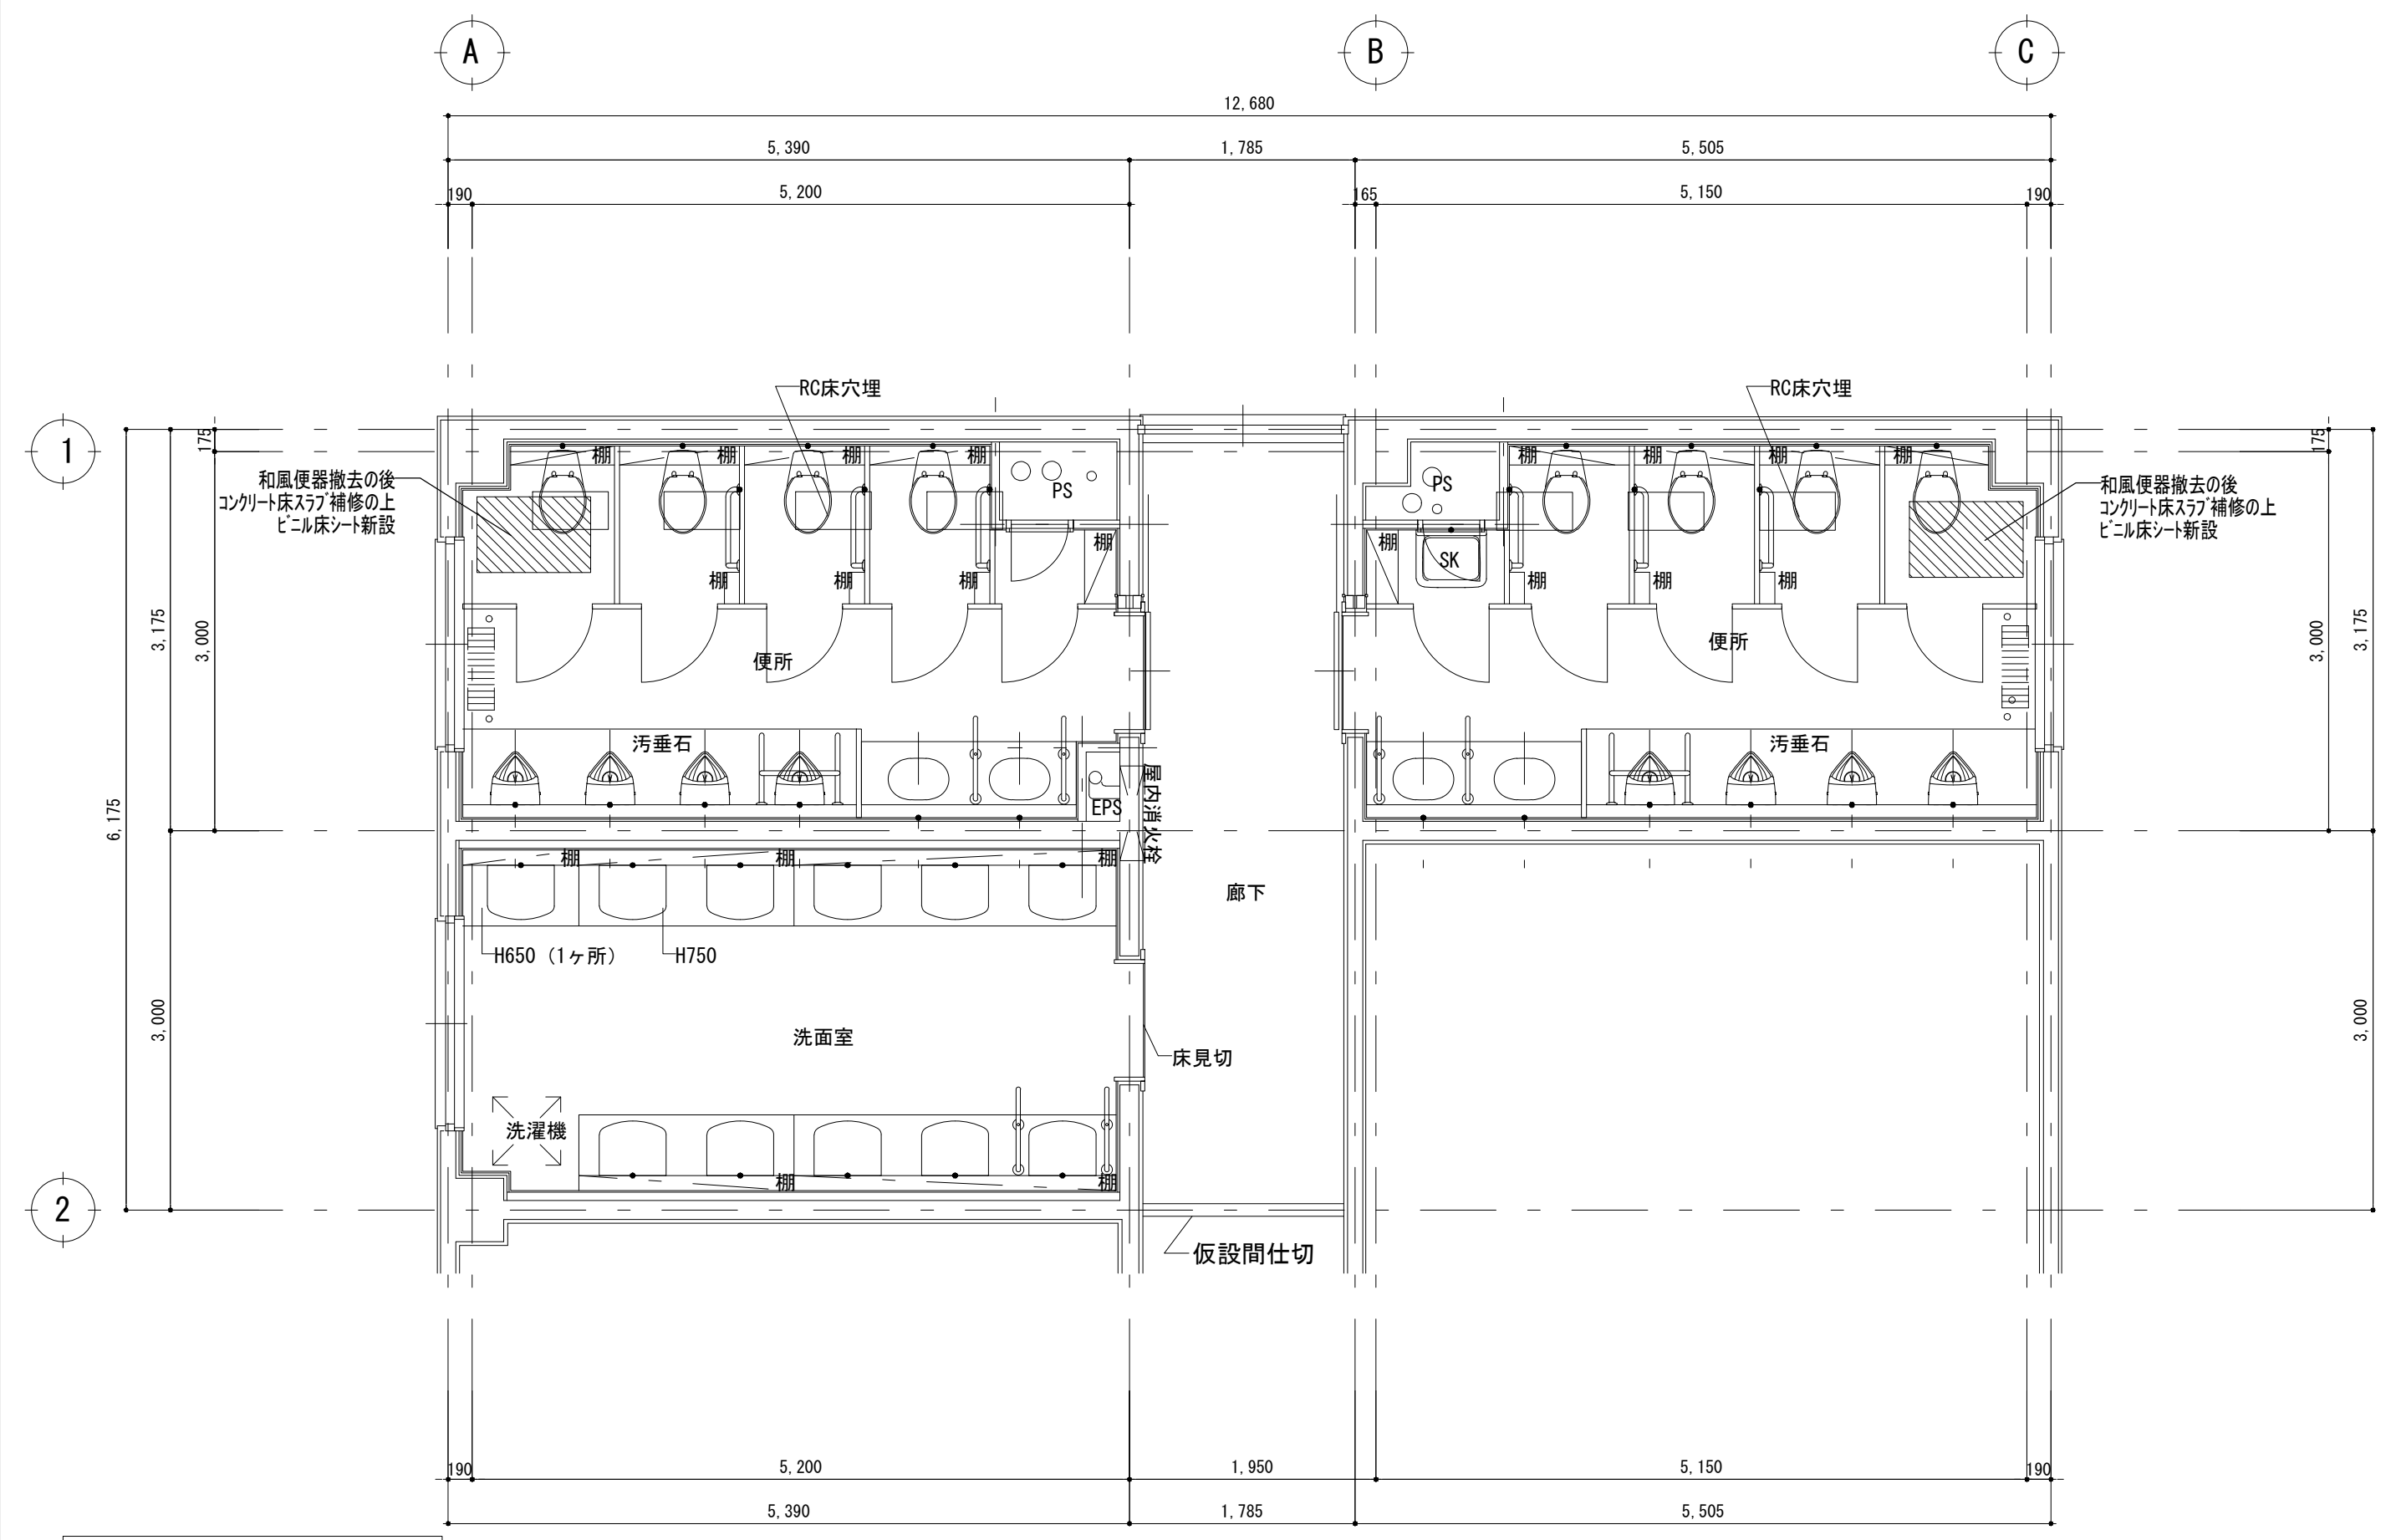 A
B
C
12,680
5,390
1,785
5,505
190
5,200
165
5,150
190
RC床穴埋
RC床穴埋
1
175
175
棚
棚
棚
棚
PS
PS
棚
棚
棚
棚
和風便器撤去の後
コンクリート床スラブ補修の上
ビニル床シート新設
和風便器撤去の後
コンクリート床スラブ補修の上
ビニル床シート新設
棚
棚
SK
棚
棚
棚
棚
棚
棚
3,175
3,000
便所
便所
3,000
3,175
汚垂石
汚垂石
6,175
EPS
屋内消火栓
棚
棚
棚
廊下
H650（1ヶ所）
H750
3,000
洗面室
床見切
3,000
洗濯機
棚
棚
2
仮設間仕切
190
5,200
1,950
5,150
190
5,390
1,785
5,505